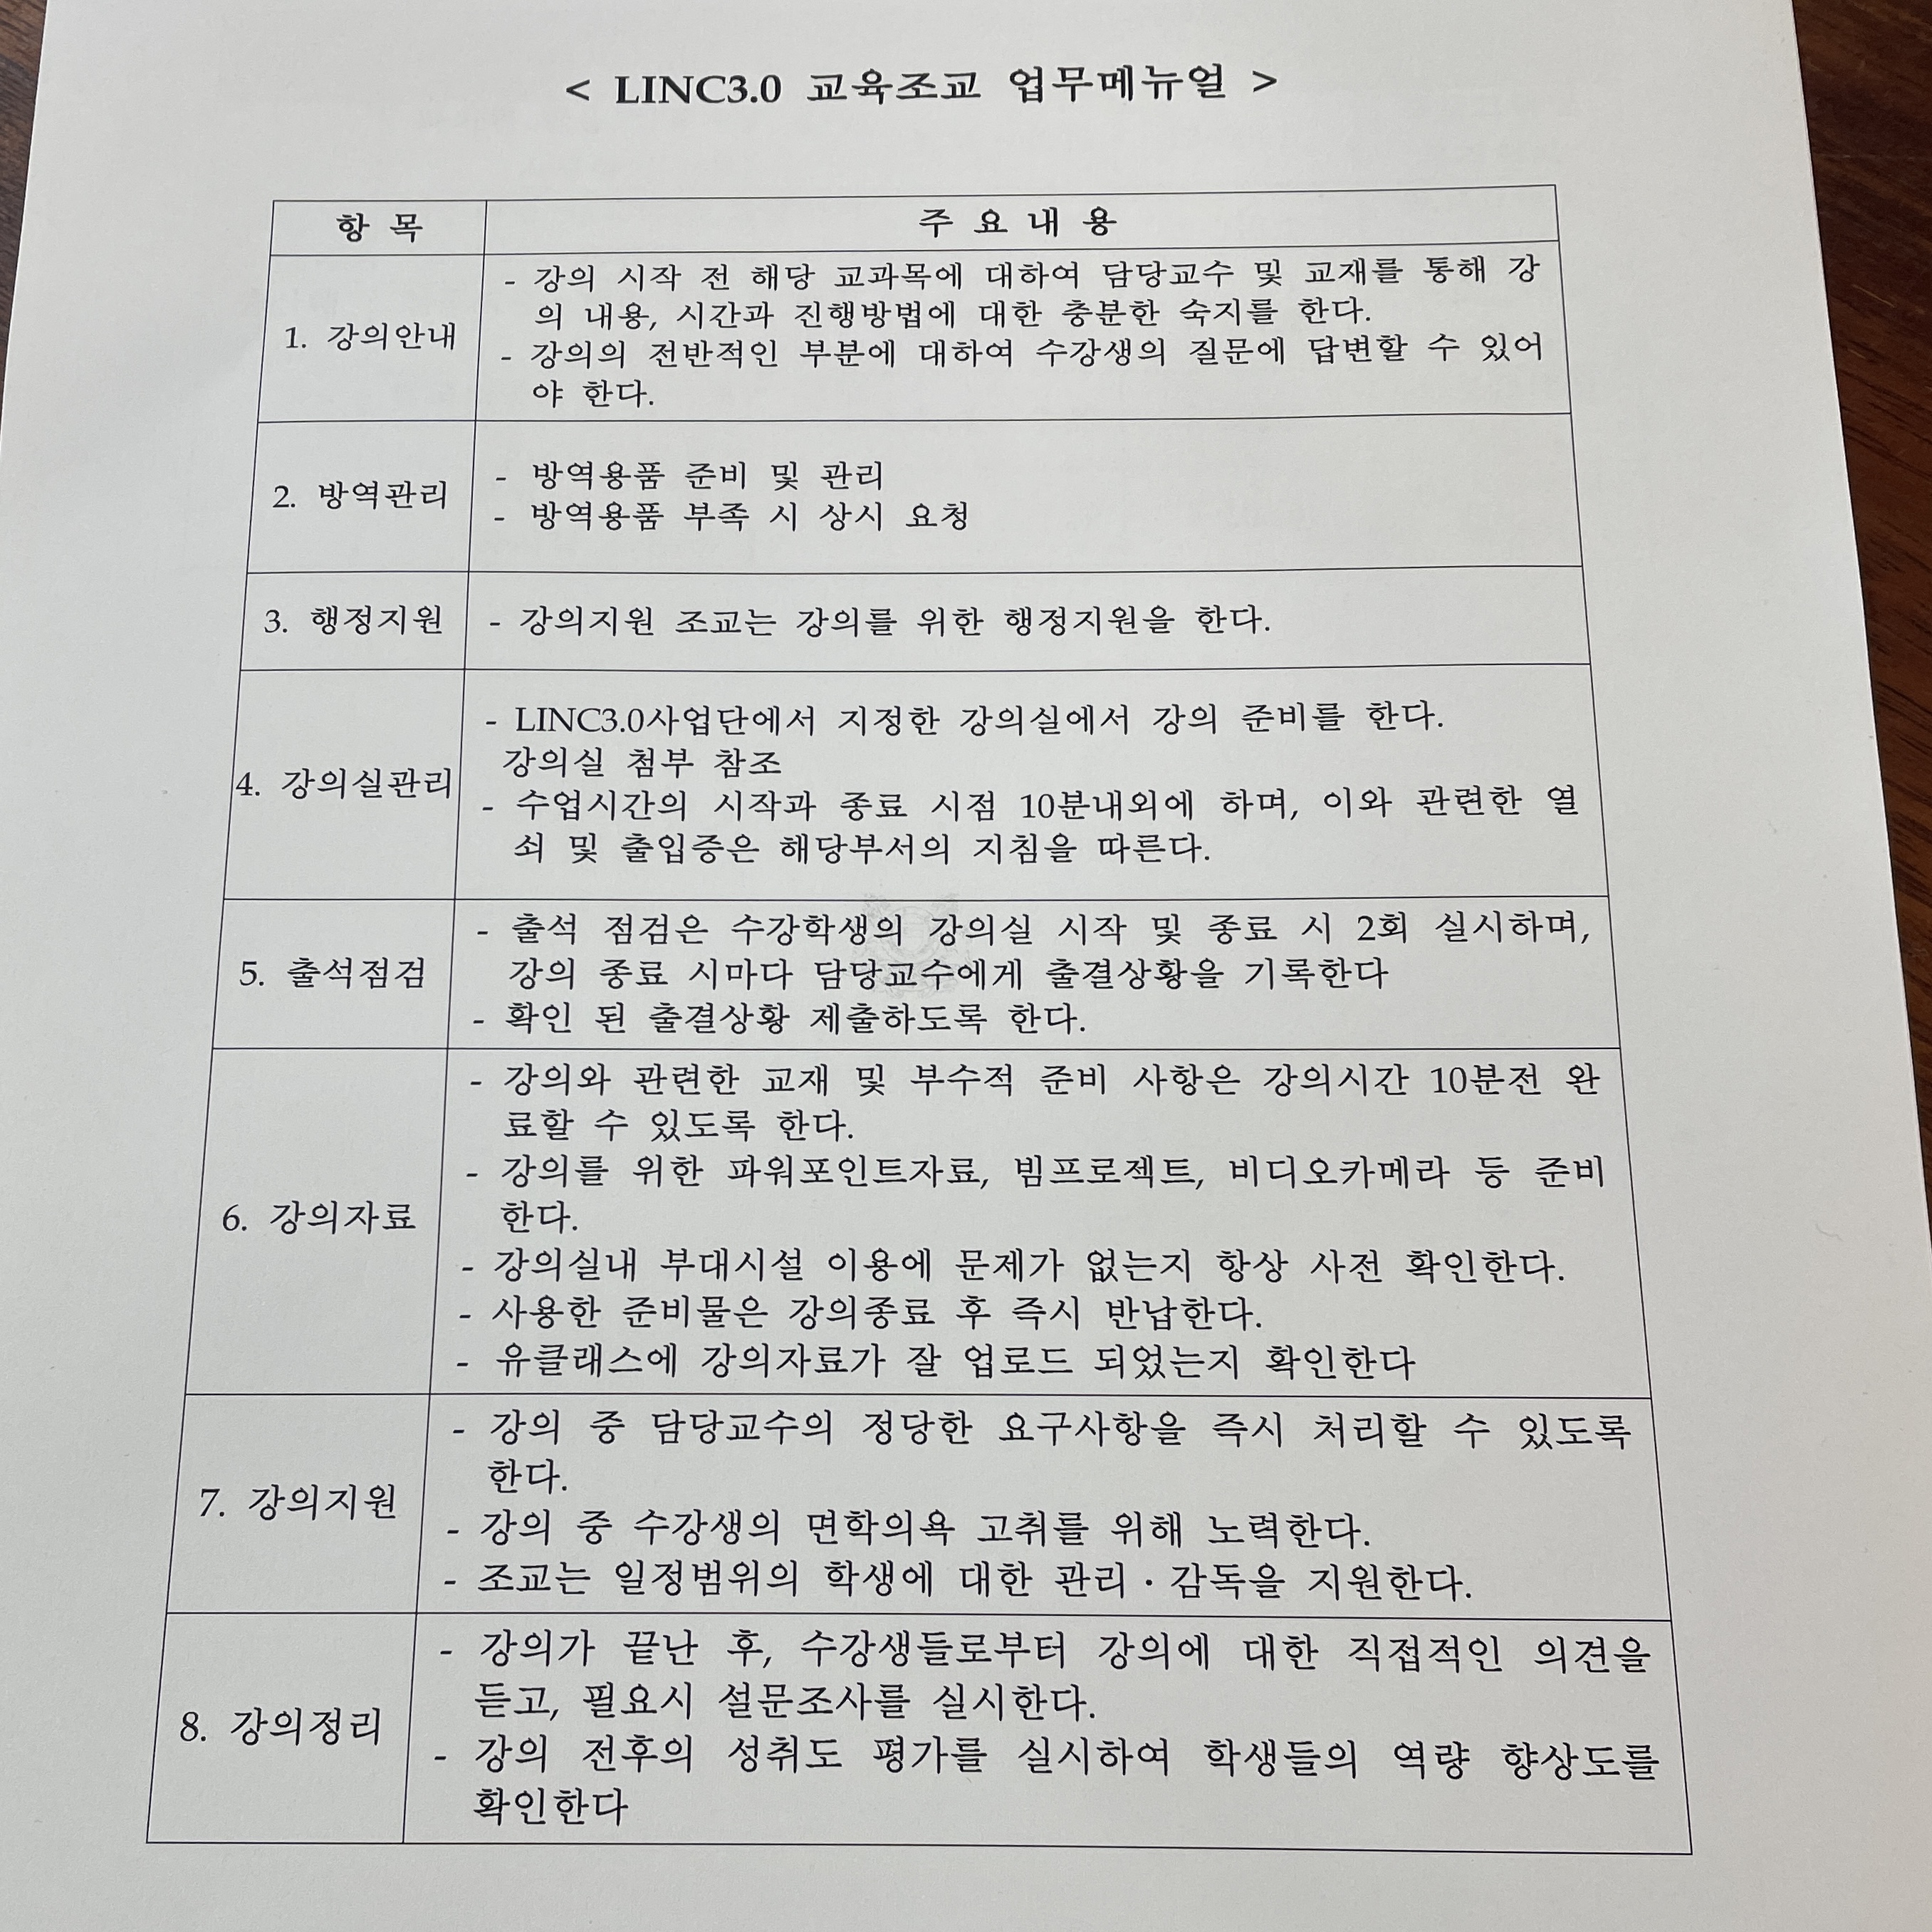 < LINC3.0 교육조교 업무메뉴얼 >
항 목
주 요 내 용
1. 강의안내
- 강의 시작 전 해당 교과목에 대하여 담당교수 및 교재를 통해 강
의 내용, 시간과 진행방법에 대한 충분한 숙지를 한다.
- 강의의 전반적인 부분에 대하여 수강생의 질문에 답변할 수 있어
야 한다.
2. 방역관리
- 방역용품 준비 및 관리
- 방역용품 부족 시 상시 요청
3. 행정지원
- 강의지원 조교는 강의를 위한 행정지원을 한다.
4. 강의실관리
- LINC3.0사업단에서 지정한 강의실에서 강의 준비를 한다.
강의실 첨부 참조
- 수업시간의 시작과 종료 시점 10분내외에 하며, 이와 관련한 열
쇠 및 출입증은 해당부서의 지침을 따른다.
5. 출석점검
- 출석 점검은 수강학생의 강의실 시작 및 종료 시 2회 실시하며,
강의 종료 시마다 담당교수에게 출결상황을 기록한다
- 확인 된 출결상황 제출하도록 한다.
6. 강의자료
- 강의와 관련한 교재 및 부수적 준비 사항은 강의시간 10분전 완
료할 수 있도록 한다.
- 강의를 위한 파워포인트자료, 빔프로젝트, 비디오카메라 등 준비
한다.
- 강의실내 부대시설 이용에 문제가 없는지 항상 사전 확인한다.
- 사용한 준비물은 강의종료 후 즉시 반납한다.
- 유클래스에 강의자료가 잘 업로드 되었는지 확인한다
7. 강의지원
- 강의 중 담당교수의 정당한 요구사항을 즉시 처리할 수 있도록
한다.
- 강의 중 수강생의 면학의욕 고취를 위해 노력한다.
- 조교는 일정범위의 학생에 대한 관리·감독을 지원한다.
8. 강의정리
- 강의가 끝난 후, 수강생들로부터 강의에 대한 직접적인 의견을
듣고, 필요시 설문조사를 실시한다.
- 강의 전후의 성취도 평가를 실시하여 학생들의 역량 향상도를
확인한다